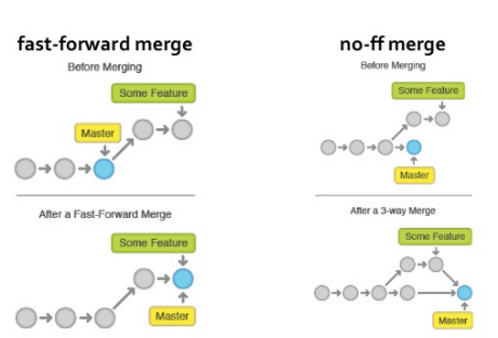 fast-forward merge
Before Merging
Some Feature
Master
After a Fast-Forward Merge
Some Feature
Master
no-ff merge
Before Merging
Some Feature
Master
After a 3-way Merge
Some Feature
Master